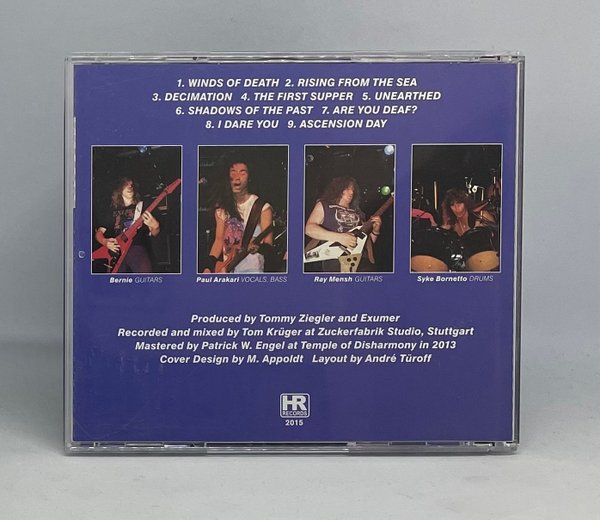 1. WINDS OF DEATH 2. RISING FROM THE SEA
3. DECIMATION 4. THE FIRST SUPPER 5. UNEARTHED
6. SHADOWS OF THE PAST 7. ARE YOU DEAF?
8. I DARE YOU 9. ASCENSION DAY
Bernie GUITARS
Paul Arakari VOCALS, BASS
Ray Mensh GUITARS
Syke Bornetto DRUMS
Produced by Tommy Ziegler and Exumer
Recorded and mixed by Tom Krüger at Zuckerfabrik Studio, Stuttgart
Mastered by Patrick W. Engel at Temple of Disharmony in 2013
Cover Design by M. Appoldt Layout by André Türoff
HR
RECORDS
2015